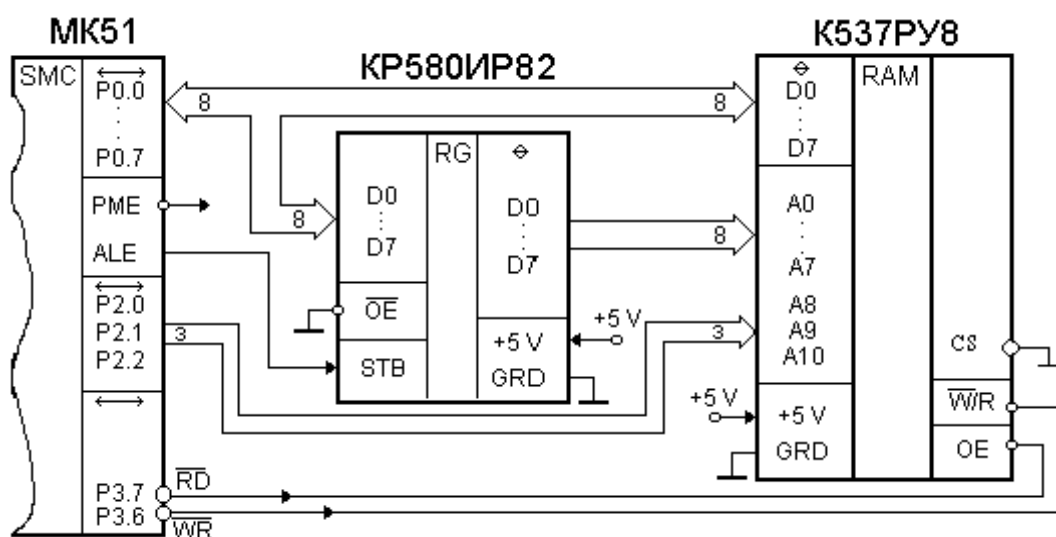 МК51
SMC
P0.0
P0.7
PME
ALE
P2.0
P2.1
P2.2
P3.7
P3.6
RD
WR
8
8
8
8
3
3
КР580ИР82
RG
D0
D7
OE
STB
D0
D7
+5 V
GRD
+5 V
К537РУ8
RAM
D0
D7
A0
A7
A8
A9
A10
+5 V
+5 V
GRD
CS
W/R
OE